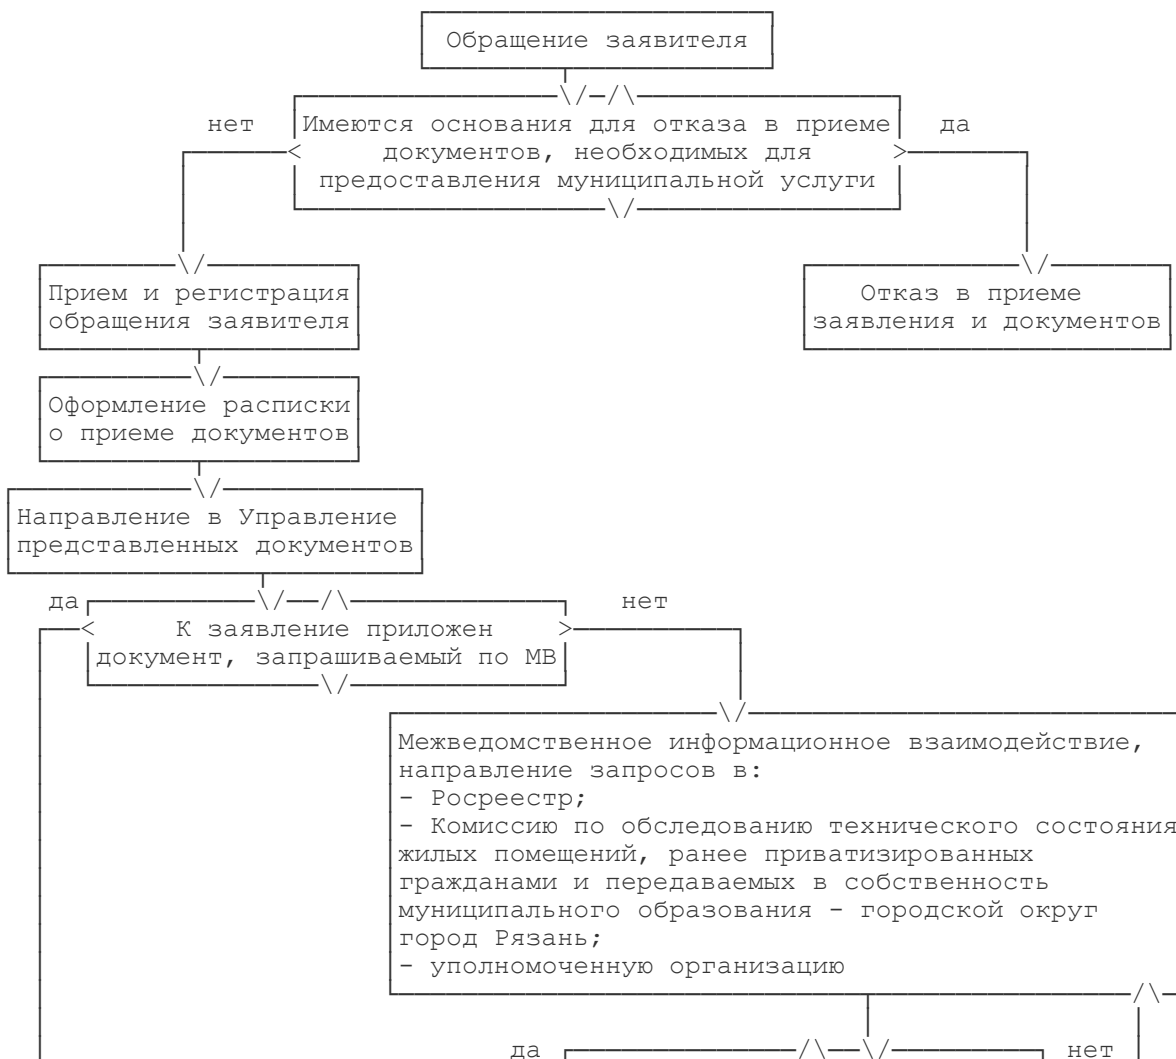 Обращение заявителя
нет
Имеются основания для отказа в приеме
да
документов, необходимых для
предоставления муниципальной услуги
Прием и регистрация
обращения заявителя
Отказ в приеме
заявления и документов
Оформление расписки
о приеме документов
Направление в Управление
представленных документов
да
нет
К заявление приложен
документ, запрашиваемый по МВ
Межведомственное информационное взаимодействие,
направление запросов в:
- Росреестр;
- Комиссию по обследованию технического состояния
жилых помещений, ранее приватизированных
гражданами и передаваемых в собственность
муниципального образования - городской округ
город Рязань;
- уполномоченную организацию
да
нет